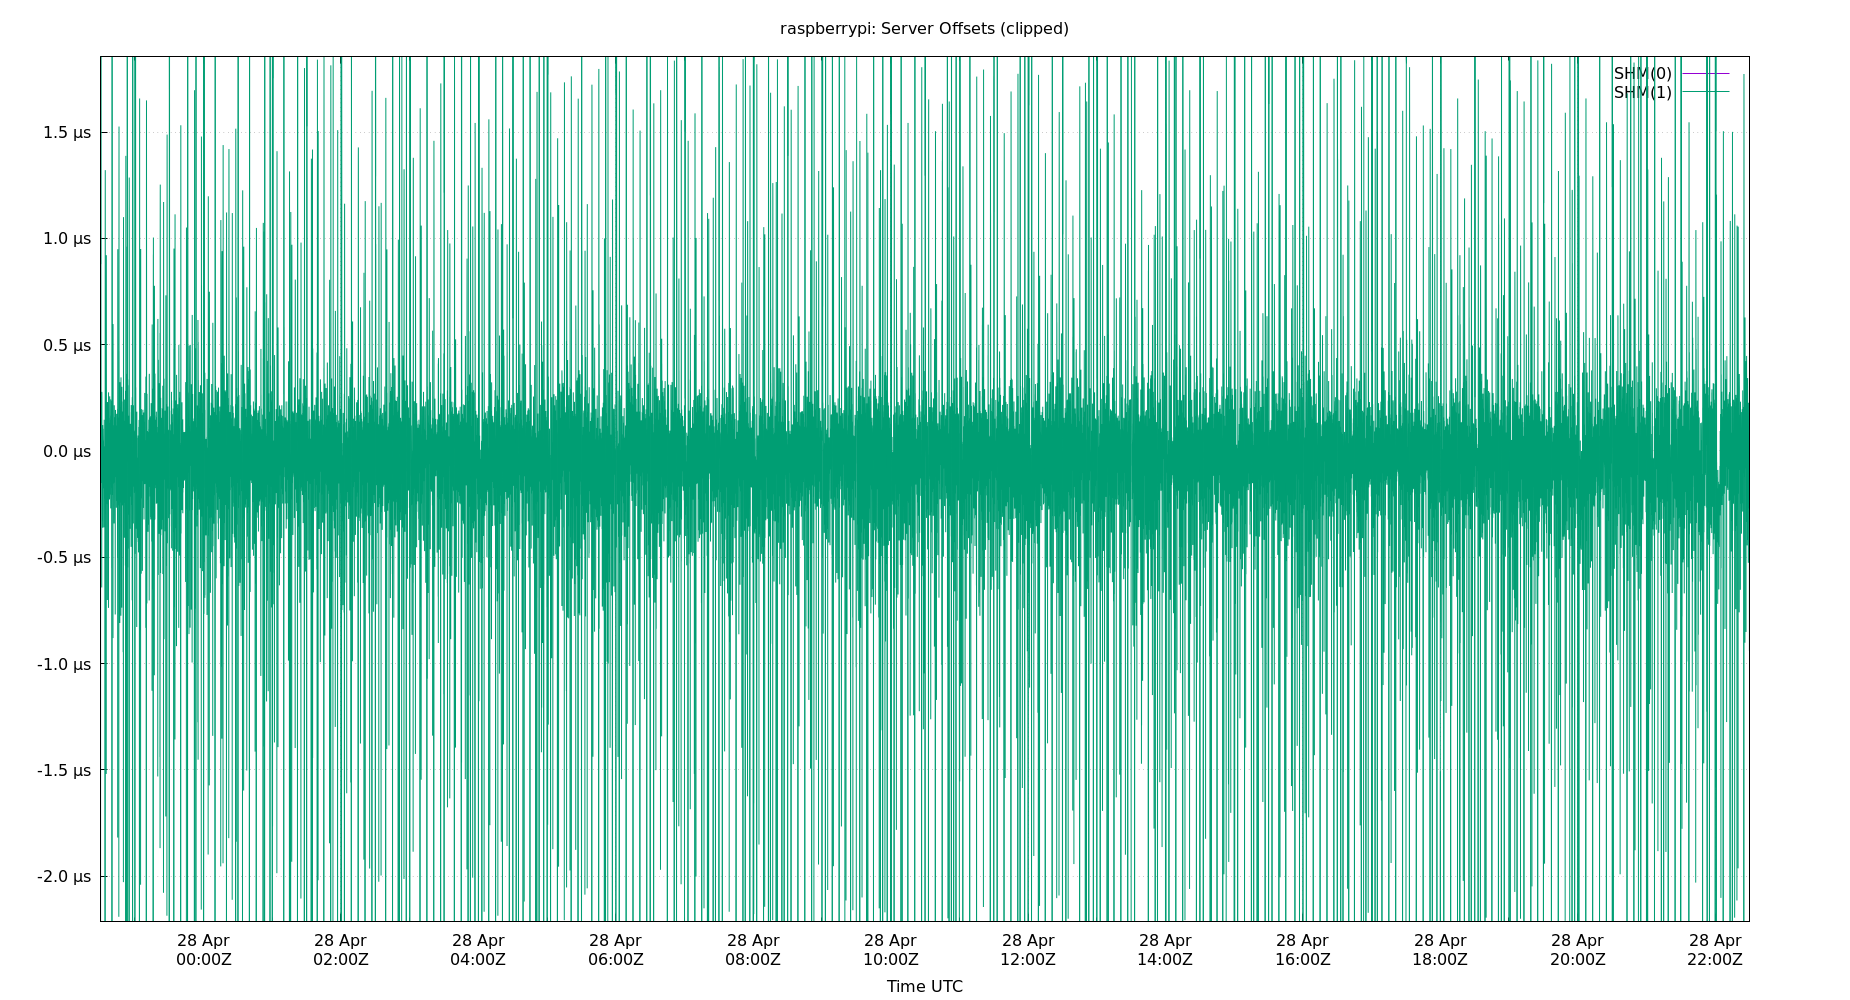 raspberrypi: Server Offsets (clipped)
SHM(0)
SHM(1)
1.5 µs
1.0 µs
0.5 µs
0.0 µs
-0.5 µs
-1.0 µs
-1.5 µs
-2.0 µs
28 Apr 28 Apr 28 Apr 28 Apr 28 Apr 28 Apr 28 Apr 28 Apr 28 Apr 28 Apr 28 Apr 28 Apr
00:00Z 02:00Z 04:00Z 06:00Z 08:00Z 10:00Z 12:00Z 14:00Z 16:00Z 18:00Z 20:00Z 22:00Z
Time UTC